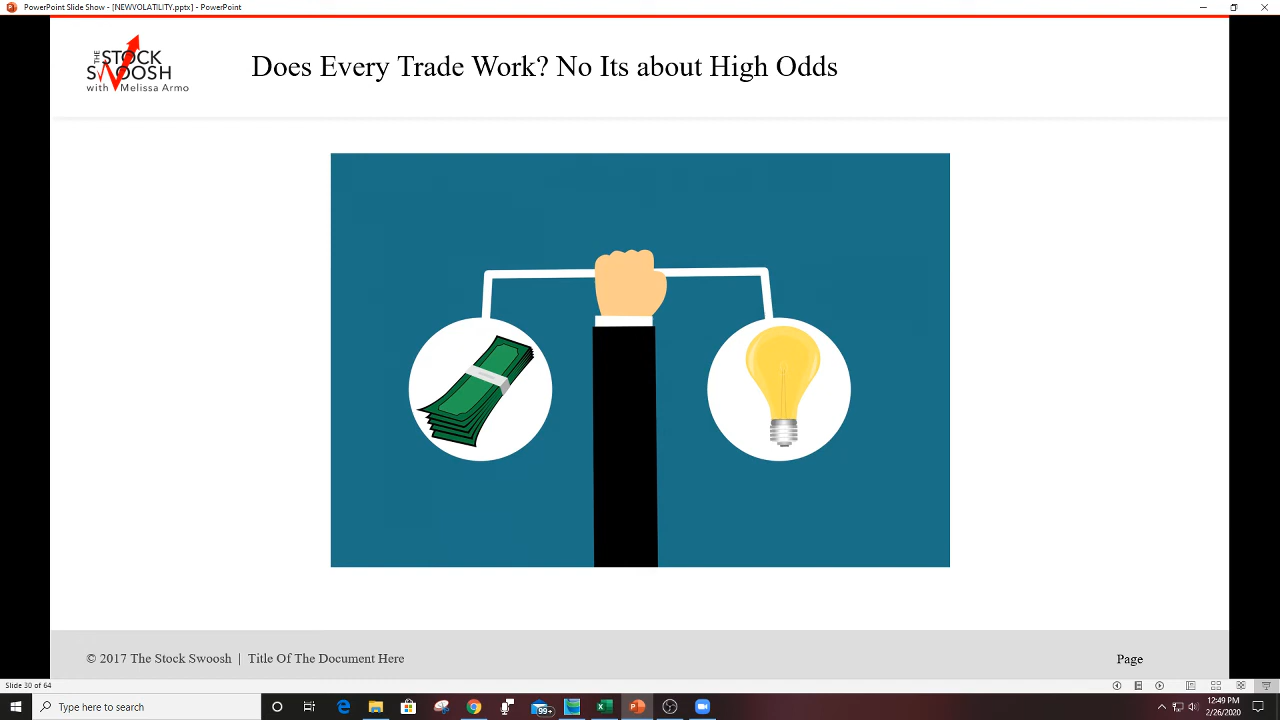 PowerPoint Slide Show - [NEWVOLATILITY.pptx] - PowerPoint
THE STOCK
SWOOSH
with Melissa Armo
Does Every Trade Work? No Its about High Odds
© 2017 The Stock Swoosh | Title Of The Document Here
Page
Slide 30 of 64
Type here to search
99+
12:49 PM
2/26/2020